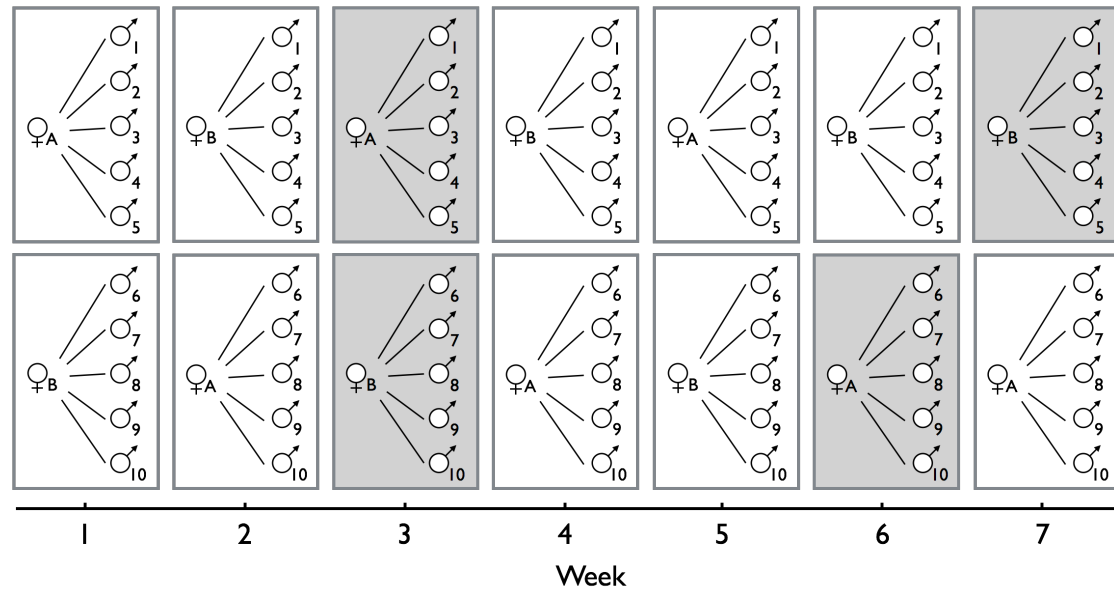 1 1 1 1 1 1 1
2 2 2 2 2 2 2
A 3 B 3 A 3 B 3 A 3 B 3 B 3
4 4 4 4 4 4 4
5 5 5 5 5 5 5
6 6 6 6 6 6 6
7 7 7 7 7 7 7
B 8 A 8 B 8 A 8 B 8 A 8 A 8
9 9 9 9 9 9 9
10 10 10 10 10 10 10
1 2 3 4 5 6 7
Week